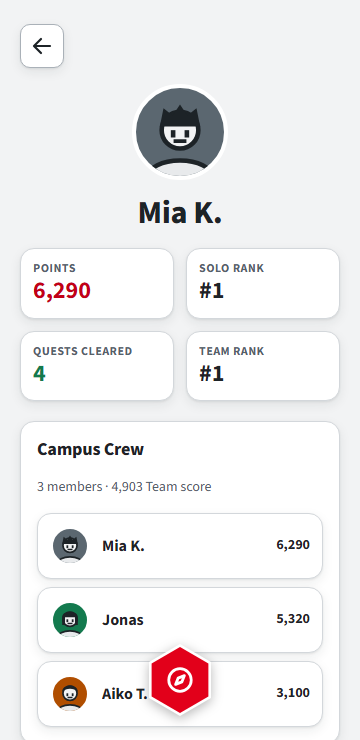 Mia K.
POINTS
6,290
SOLO RANK
#1
QUESTS CLEARED
4
TEAM RANK
#1
Campus Crew
3 members · 4,903 Team score
Mia K. 6,290
Jonas 5,320
Aiko T. 3,100